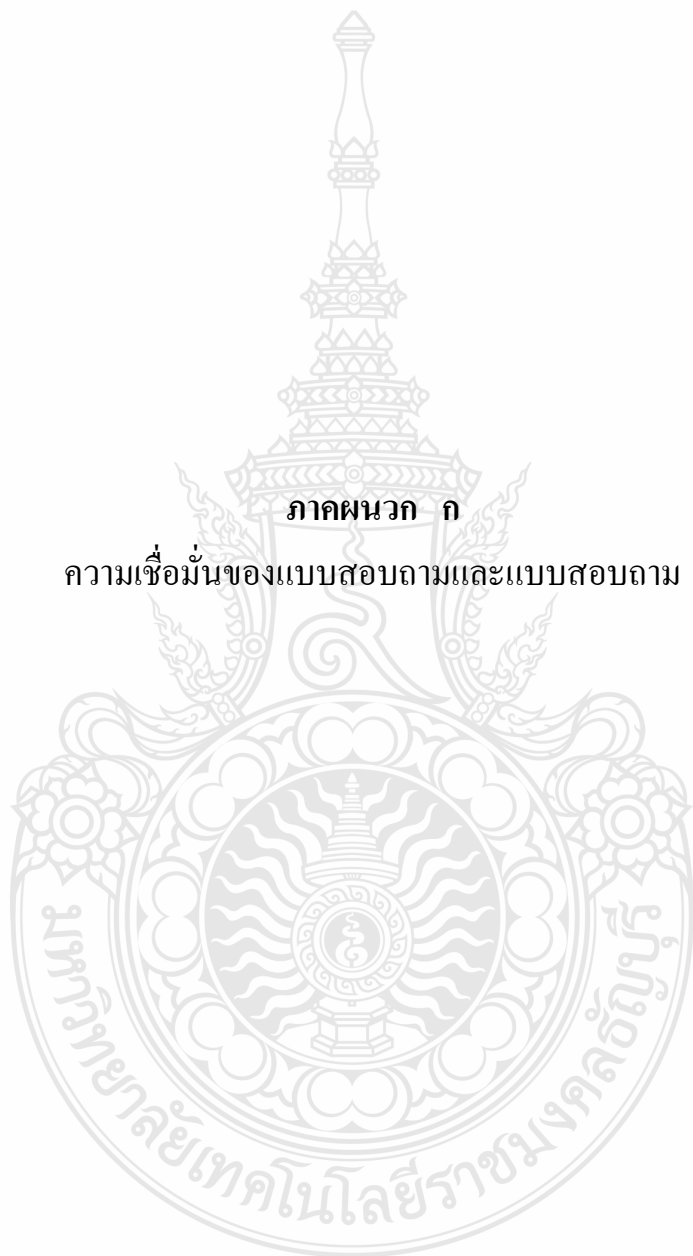 ภาคผนวก ก
ความเชื่อมั่นของแบบสอบถามและแบบสอบถาม
มหาวิทยาลัยเทคโนโลยีราชมงคลธัญบุรี